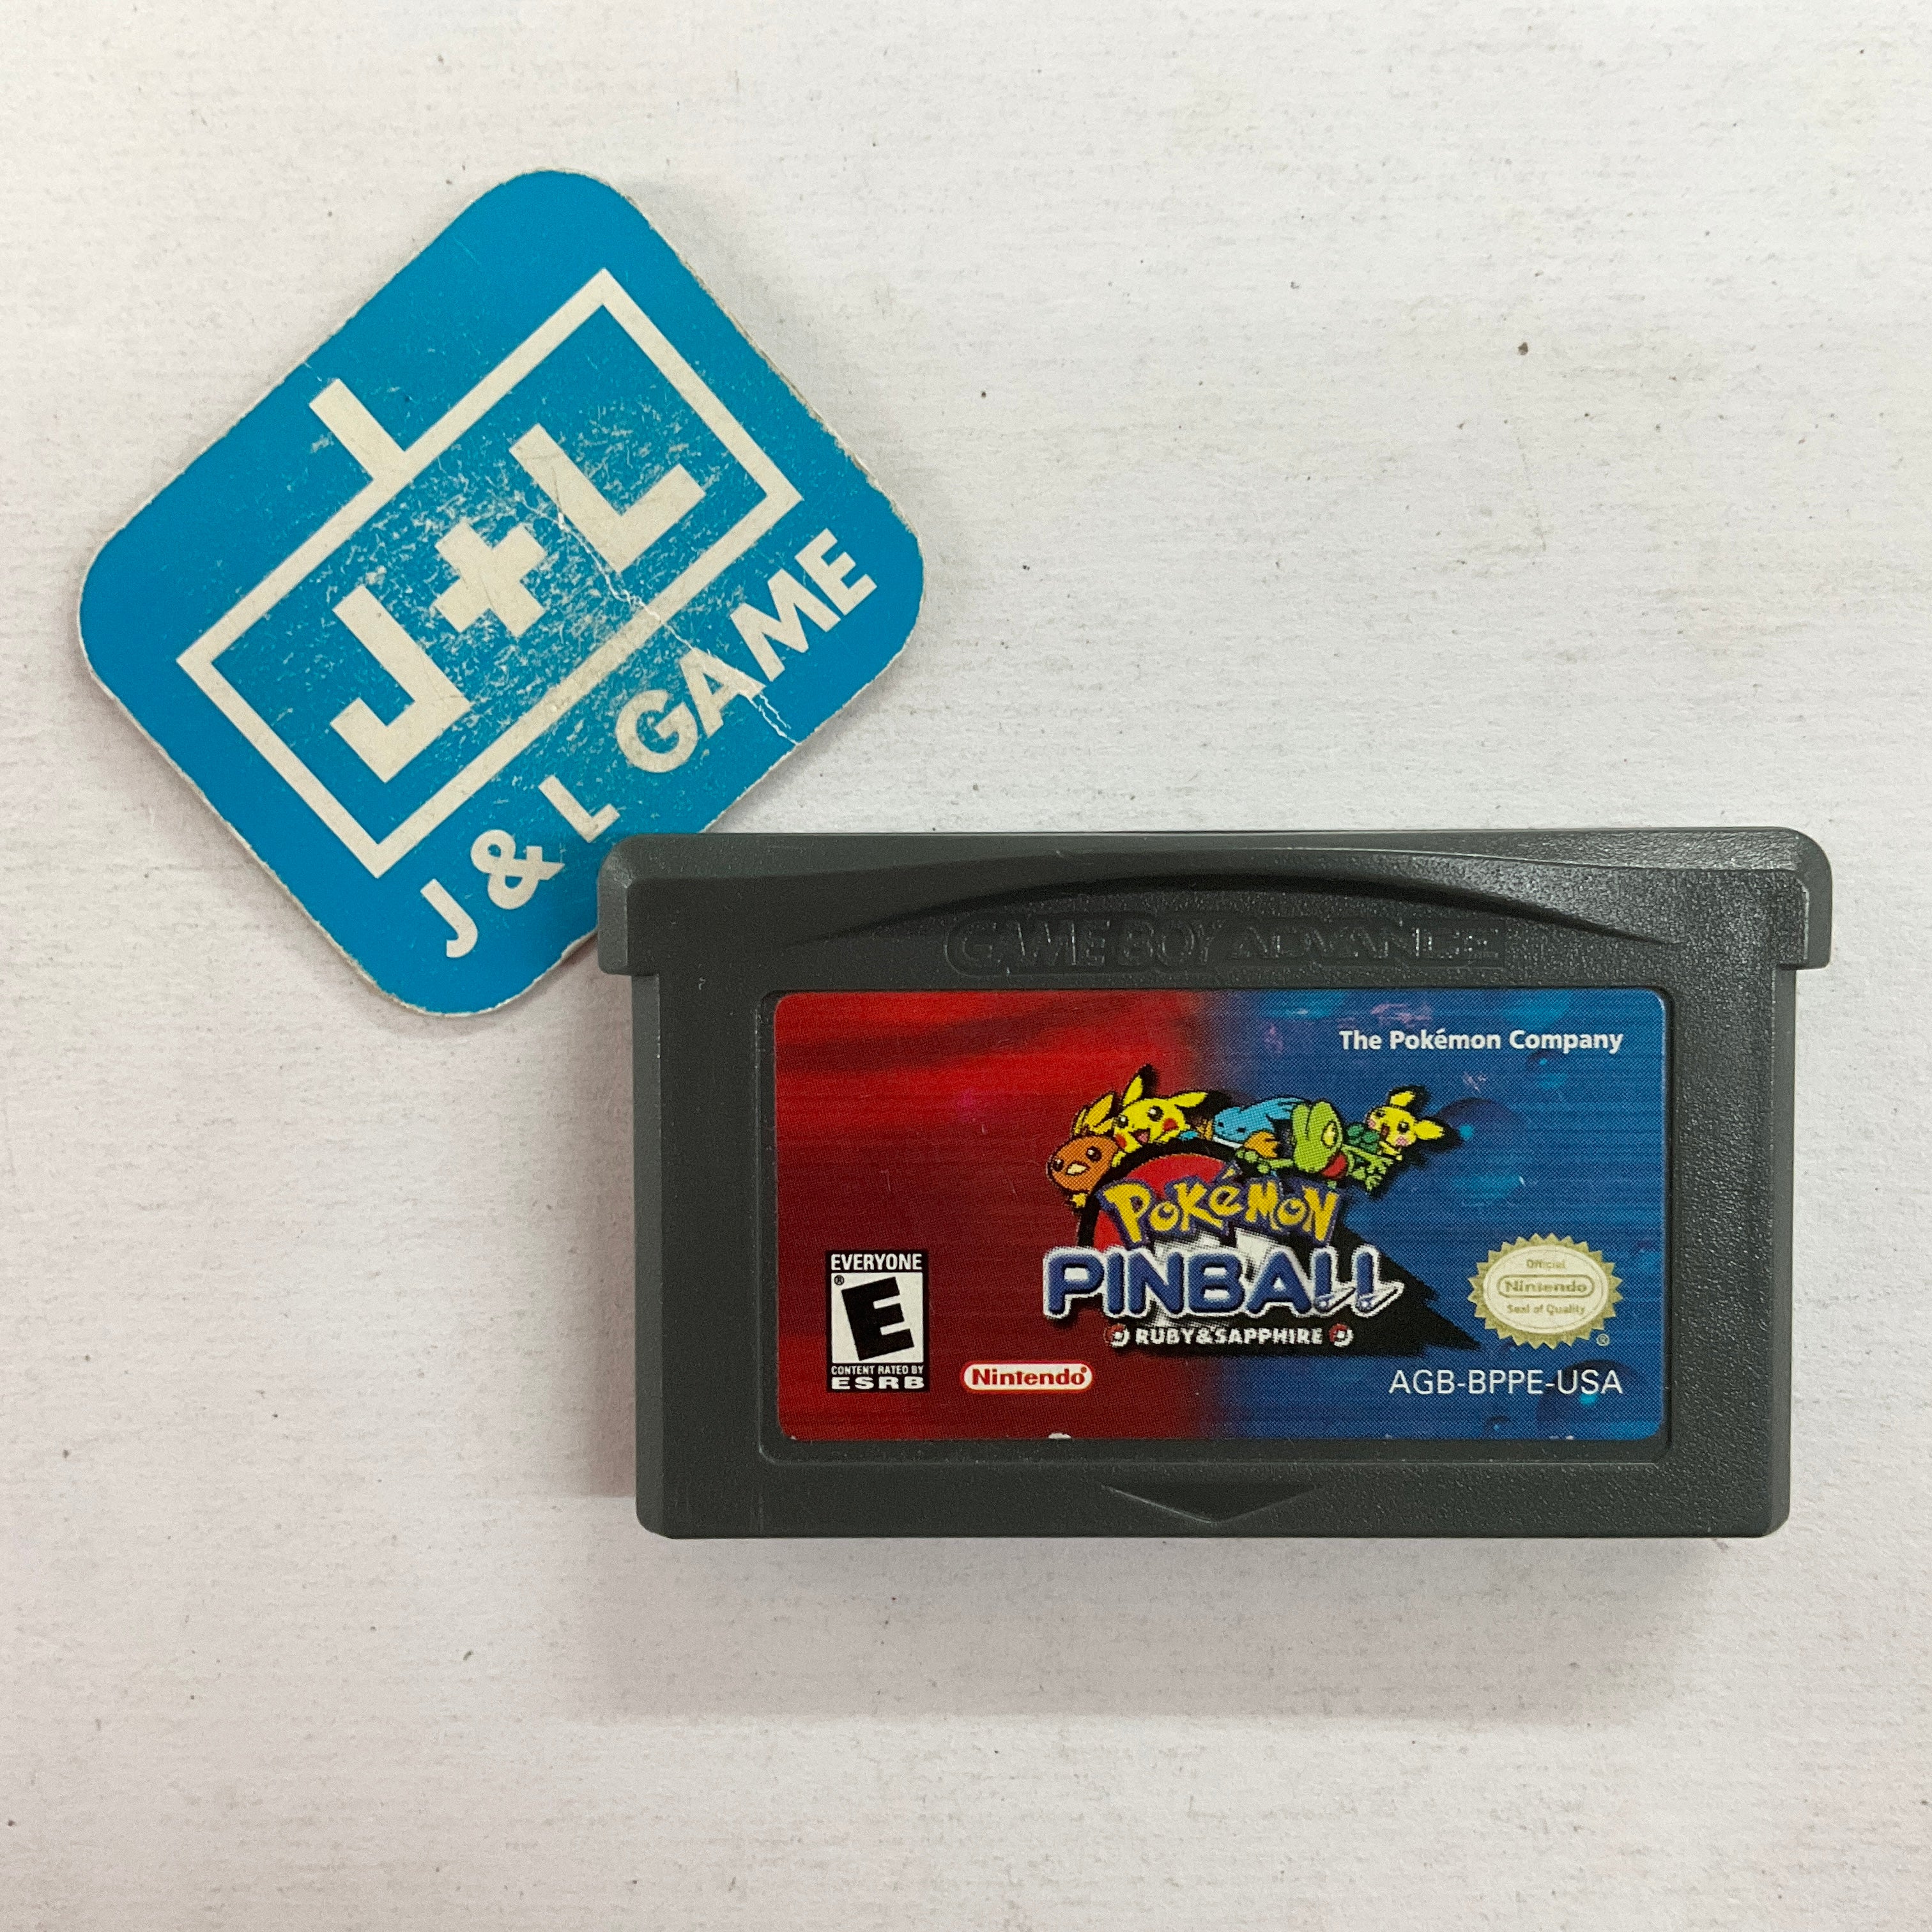 J+L
J & L GAME
GAME BOY ADVANCE
The Pokémon Company
POKéMON
PINBALL
RUBY&SAPPHIRE
EVERYONE
E
®
CONTENT RATED BY
ESRB
Nintendo®
Official
Nintendo
Seal of Quality
®
AGB-BPPE-USA